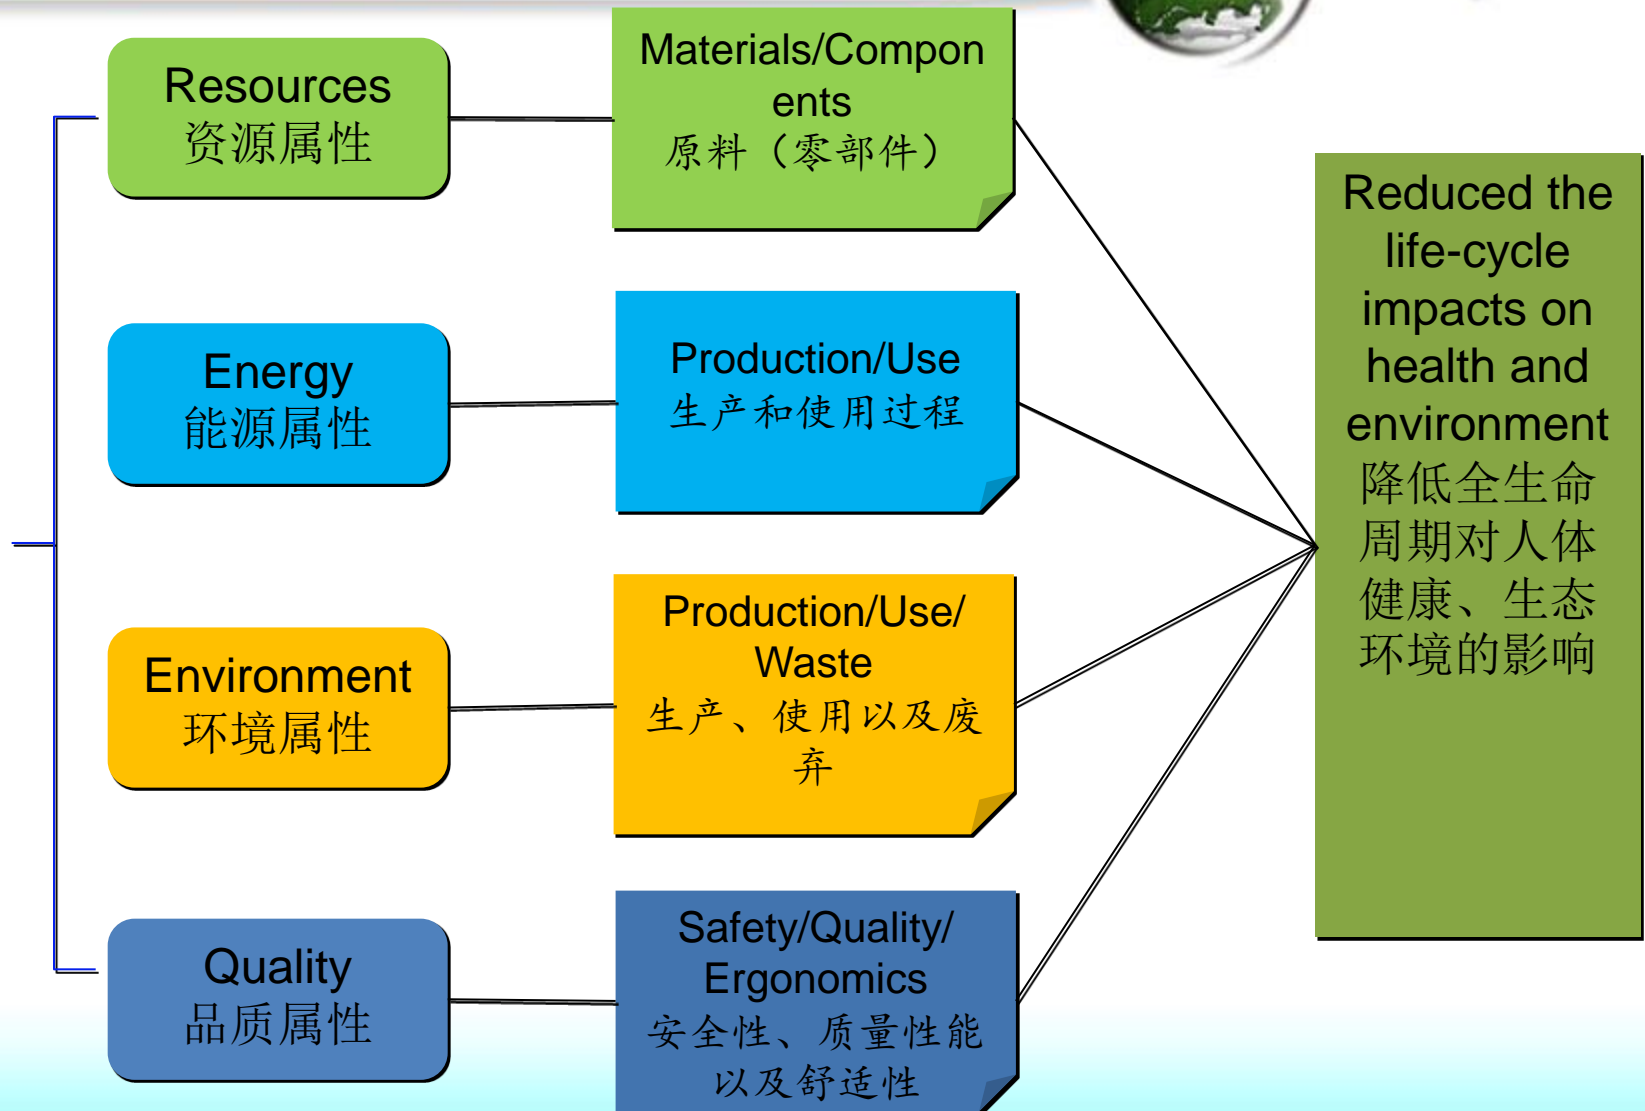 Resources
资源属性
Materials/Compon
ents
原料（零部件）
Energy
能源属性
Production/Use
生产和使用过程
Environment
环境属性
Production/Use/
Waste
生产、使用以及废
弃
Quality
品质属性
Safety/Quality/
Ergonomics
安全性、质量性能
以及舒适性
Reduced the
life-cycle
impacts on
health and
environment
降低全生命
周期对人体
健康、生态
环境的影响